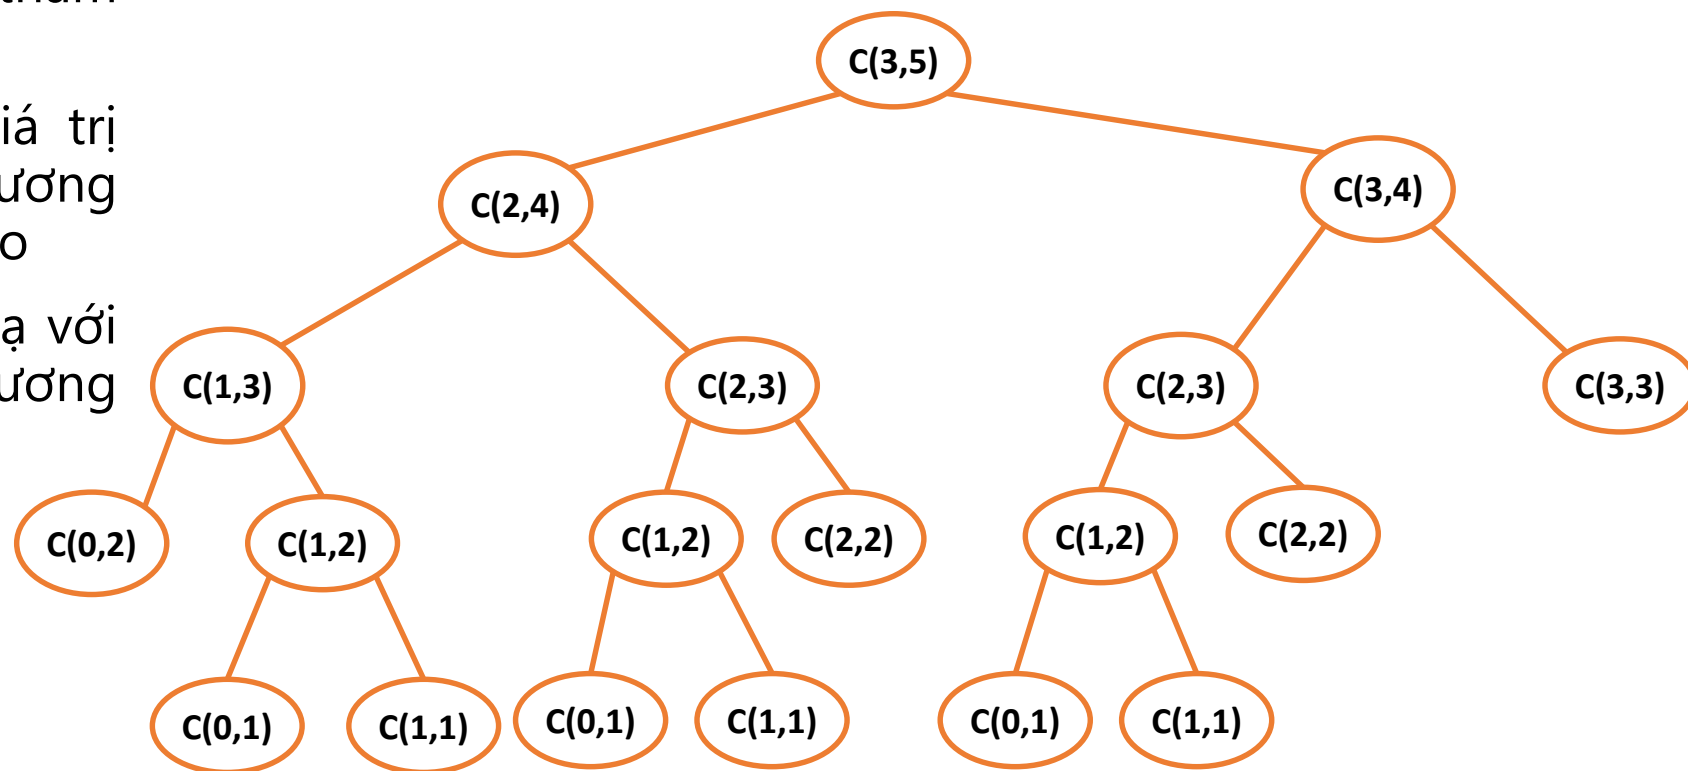 iá trị
ương
o
ạ với
ương
C(3,5)
C(2,4)
C(3,4)
C(1,3)
C(2,3)
C(2,3)
C(3,3)
C(0,2)
C(1,2)
C(1,2)
C(2,2)
C(1,2)
C(2,2)
C(0,1)
C(1,1)
C(0,1)
C(1,1)
C(0,1)
C(1,1)